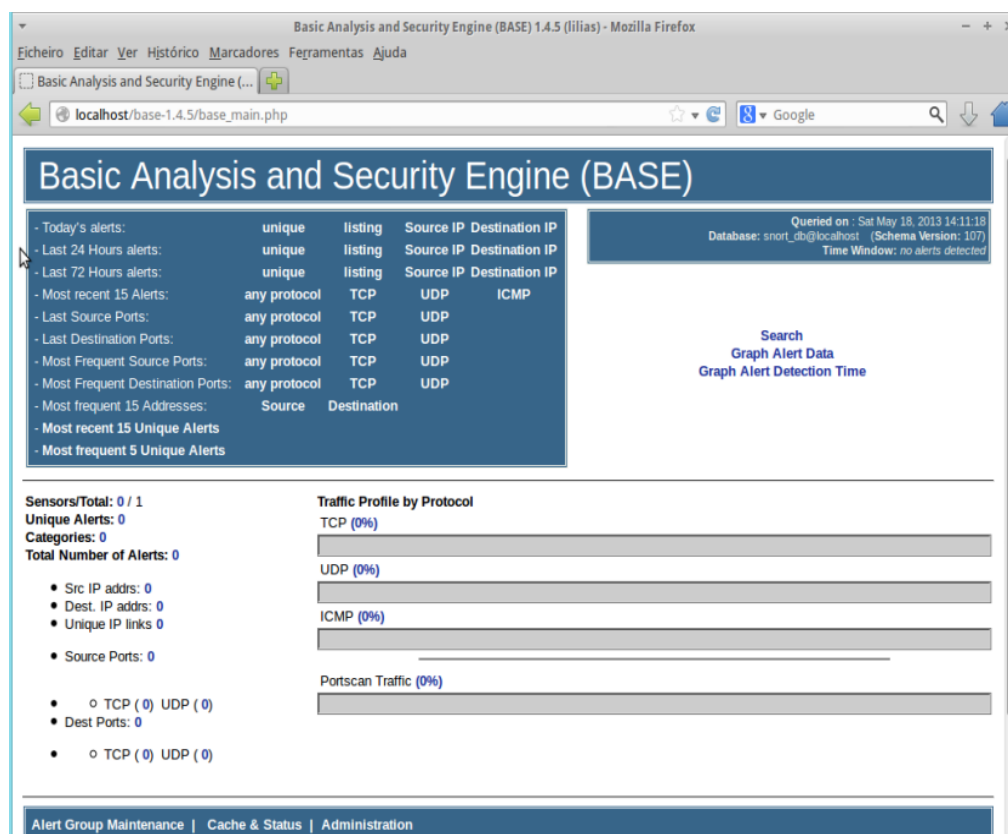 Basic Analysis and Security Engine (BASE) 1.4.5 (lilias) - Mozilla Firefox
Ficheiro Editar Ver Histórico Marcadores Ferramentas Ajuda
Basic Analysis and Security Engine (...
localhost/base-1.4.5/base_main.php
Google
Basic Analysis and Security Engine (BASE)
- Today's alerts: unique listing Source IP Destination IP
- Last 24 Hours alerts: unique listing Source IP Destination IP
- Last 72 Hours alerts: unique listing Source IP Destination IP
- Most recent 15 Alerts: any protocol TCP UDP ICMP
- Last Source Ports: any protocol TCP UDP
- Last Destination Ports: any protocol TCP UDP
- Most Frequent Source Ports: any protocol TCP UDP
- Most Frequent Destination Ports: any protocol TCP UDP
- Most frequent 15 Addresses: Source Destination
- Most recent 15 Unique Alerts
- Most frequent 5 Unique Alerts
Queried on : Sat May 18, 2013 14:11:18
Database: snort_db@localhost (Schema Version: 107)
Time Window: no alerts detected
Search
Graph Alert Data
Graph Alert Detection Time
Sensors/Total: 0 / 1
Unique Alerts: 0
Categories: 0
Total Number of Alerts: 0
Src IP addrs: 0
Dest. IP addrs: 0
Unique IP links 0
Source Ports: 0
TCP ( 0) UDP ( 0)
Dest Ports: 0
TCP ( 0) UDP ( 0)
Traffic Profile by Protocol
TCP (0%)
UDP (0%)
ICMP (0%)
Portscan Traffic (0%)
Alert Group Maintenance | Cache & Status | Administration